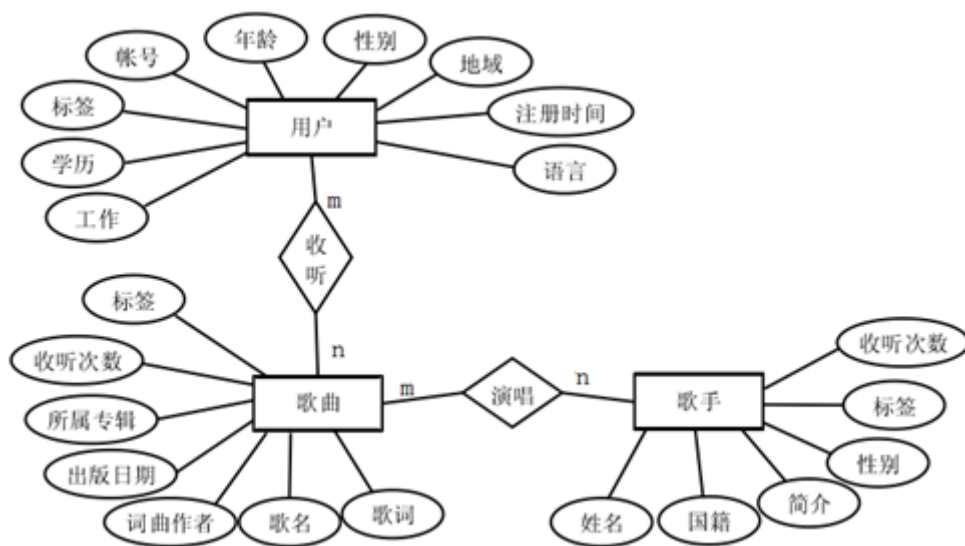 年龄
性别
帐号
地域
标签
用户
注册时间
学历
语言
工作
m
收
听
标签
n
收听次数
收听次数
歌曲
m
演唱
n
歌手
标签
所属专辑
性别
出版日期
简介
词曲作者
歌名
歌词
姓名
国籍